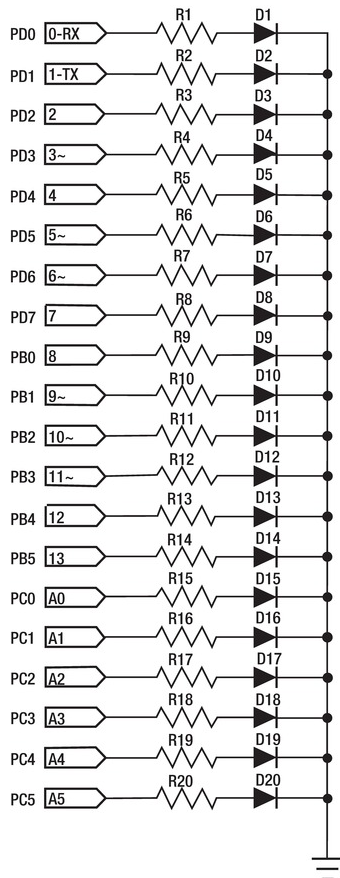 R1 D1
PD0 0-RX
R2 D2
PD1 1-TX
R3 D3
PD2 2
R4 D4
PD3 3~
R5 D5
PD4 4
R6 D6
PD5 5~
R7 D7
PD6 6~
R8 D8
PD7 7
R9 D9
PB0 8
R10 D10
PB1 9~
R11 D11
PB2 10~
R12 D12
PB3 11~
R13 D13
PB4 12
R14 D14
PB5 13
R15 D15
PC0 A0
R16 D16
PC1 A1
R17 D17
PC2 A2
R18 D18
PC3 A3
R19 D19
PC4 A4
R20 D20
PC5 A5